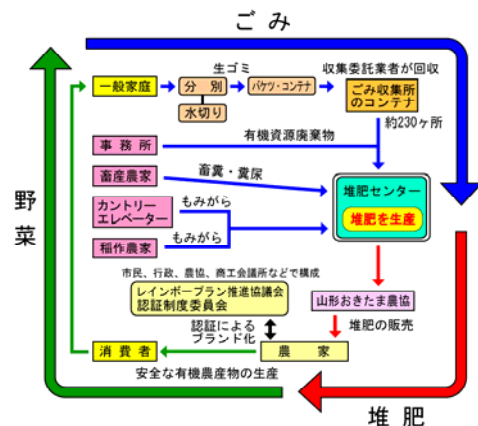 ごみ
生ゴミ
収集委託業者が回収
一般家庭
分別
バケツ・コンテナ
ごみ収集所
のコンテナ
水切り
約230ヶ所
有機資源廃棄物
事務所
畜糞・糞尿
畜産農家
堆肥センター
堆肥を生産
カントリー
エレベーター
もみがら
稲作農家
もみがら
野菜
市民、行政、農協、商工会議所などで構成
レインボープラン推進協議会
認証制度委員会
山形おきたま農協
認証による
ブランド化
堆肥の販売
消費者
農家
安全な有機農産物の生産
堆肥